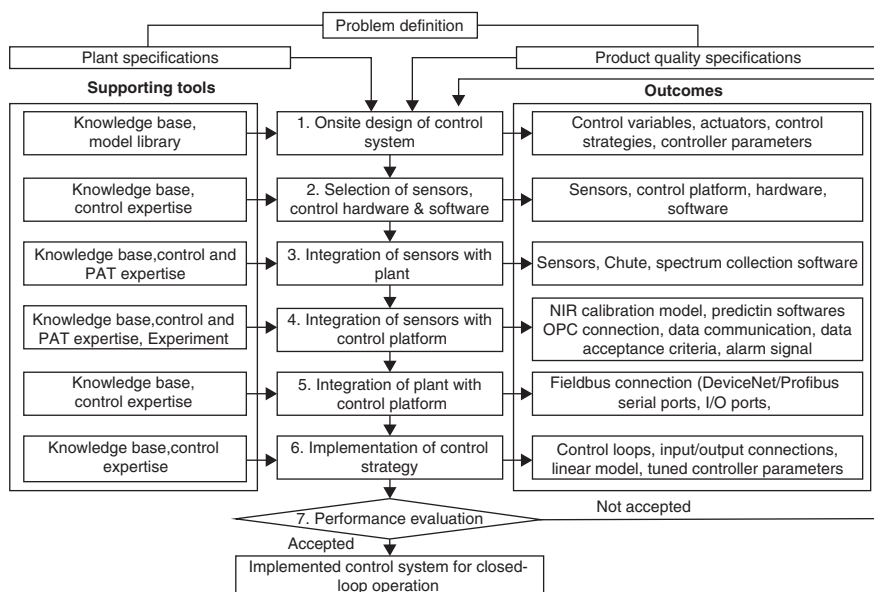 Problem definition
Plant specifications
Product quality specifications
Supporting tools
Outcomes
Knowledge base,
model library
1. Onsite design of control
system
Control variables, actuators, control
strategies, controller parameters
Knowledge base,
control expertise
2. Selection of sensors,
control hardware & software
Sensors, control platform, hardware,
software
Knowledge base,control and
PAT expertise
3. Integration of sensors with
plant
Sensors, Chute, spectrum collection software
Knowledge base,control and
PAT expertise, Experiment
4. Integration of sensors with
control platform
NIR calibration model, predictin softwares
OPC connection, data communication, data
acceptance criteria, alarm signal
Knowledge base,
control expertise
5. Integration of plant with
control platform
Fieldbus connection (DeviceNet/Profibus
serial ports, I/O ports,
Knowledge base,control
expertise
6. Implementation of control
strategy
Control loops, input/output connections,
linear model, tuned controller parameters
7. Performance evaluation
Not accepted
Accepted
Implemented control system for closed-
loop operation